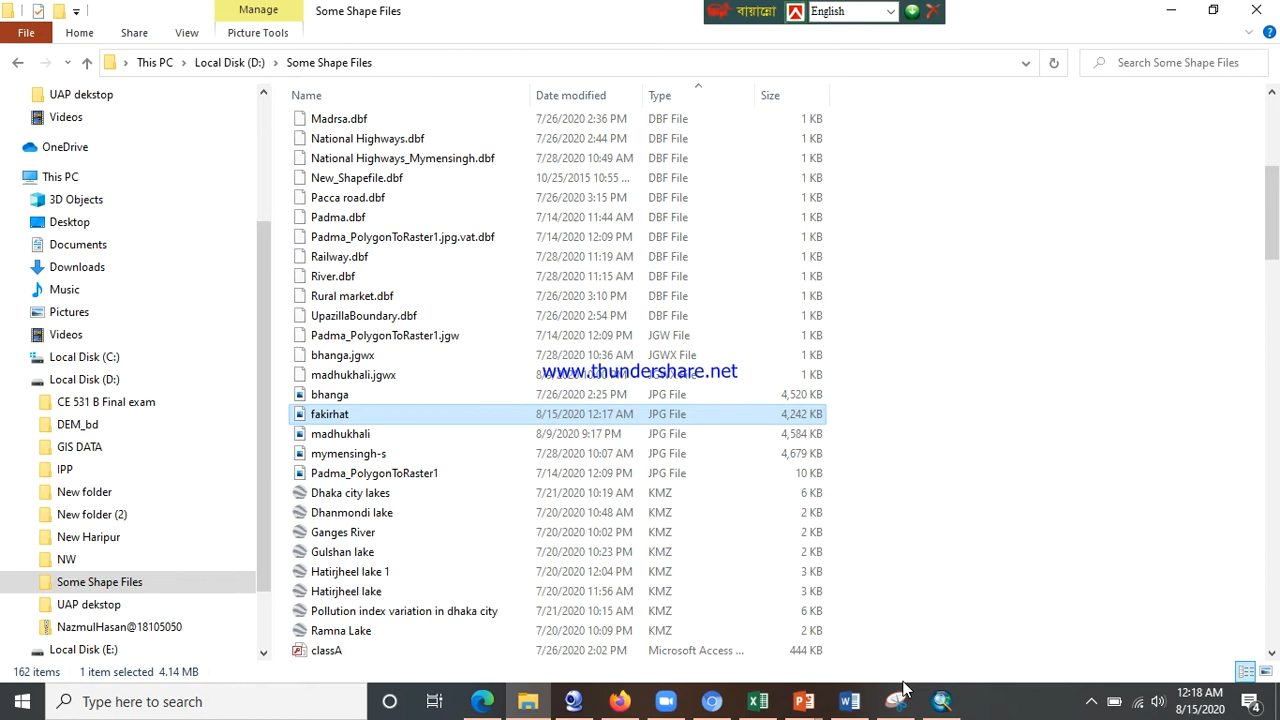 Manage
Some Shape Files
বায়ান্নো
English
File
Home
Share
View
Picture Tools
This PC
Local Disk (D:)
Some Shape Files
Search Some Shape Files
UAP dekstop
Videos
OneDrive
This PC
3D Objects
Desktop
Documents
Downloads
Music
Pictures
Videos
Local Disk (C:)
Local Disk (D:)
CE 531 B Final exam
DEM_bd
GIS DATA
IPP
New folder
New folder (2)
New Haripur
NW
Some Shape Files
UAP dekstop
NazmulHasan@18105050
Local Disk (E:)
Name Date modified Type Size
Madrsa.dbf 7/26/2020 2:36 PM DBF File 1 KB
National Highways.dbf 7/26/2020 2:44 PM DBF File 1 KB
National Highways_Mymensingh.dbf 7/28/2020 10:49 AM DBF File 1 KB
New_Shapefile.dbf 10/25/2015 10:55 ... DBF File 1 KB
Pacca road.dbf 7/26/2020 3:15 PM DBF File 1 KB
Padma.dbf 7/14/2020 11:44 AM DBF File 1 KB
Padma_PolygonToRaster1.jpg.vat.dbf 7/14/2020 12:09 PM DBF File 1 KB
Railway.dbf 7/28/2020 11:19 AM DBF File 1 KB
River.dbf 7/28/2020 11:15 AM DBF File 1 KB
Rural market.dbf 7/26/2020 3:10 PM DBF File 1 KB
UpazillaBoundary.dbf 7/26/2020 2:54 PM DBF File 1 KB
Padma_PolygonToRaster1.jgw 7/14/2020 12:09 PM JGW File 1 KB
bhanga.jgwx 7/28/2020 10:36 AM JGWX File 1 KB
www.thundershare.net
madhukhali.jgwx JGWX File 1 KB
bhanga 7/26/2020 2:25 PM JPG File 4,520 KB
fakirhat 8/15/2020 12:17 AM JPG File 4,242 KB
madhukhali 8/9/2020 9:17 PM JPG File 4,584 KB
mymensingh-s 7/28/2020 10:07 AM JPG File 4,679 KB
Padma_PolygonToRaster1 7/14/2020 12:09 PM JPG File 10 KB
Dhaka city lakes 7/21/2020 10:19 AM KMZ 6 KB
Dhanmondi lake 7/20/2020 10:48 AM KMZ 2 KB
Ganges River 7/20/2020 10:02 PM KMZ 2 KB
Gulshan lake 7/20/2020 10:23 PM KMZ 2 KB
Hatirjheel lake 1 7/20/2020 12:04 PM KMZ 3 KB
Hatirjheel lake 7/20/2020 11:56 AM KMZ 3 KB
Pollution index variation in dhaka city 7/21/2020 10:15 AM KMZ 6 KB
Ramna Lake 7/20/2020 10:09 PM KMZ 2 KB
classA 7/26/2020 2:02 PM Microsoft Access ... 444 KB
162 items 1 item selected 4.14 MB
Type here to search
12:18 AM
8/15/2020
4